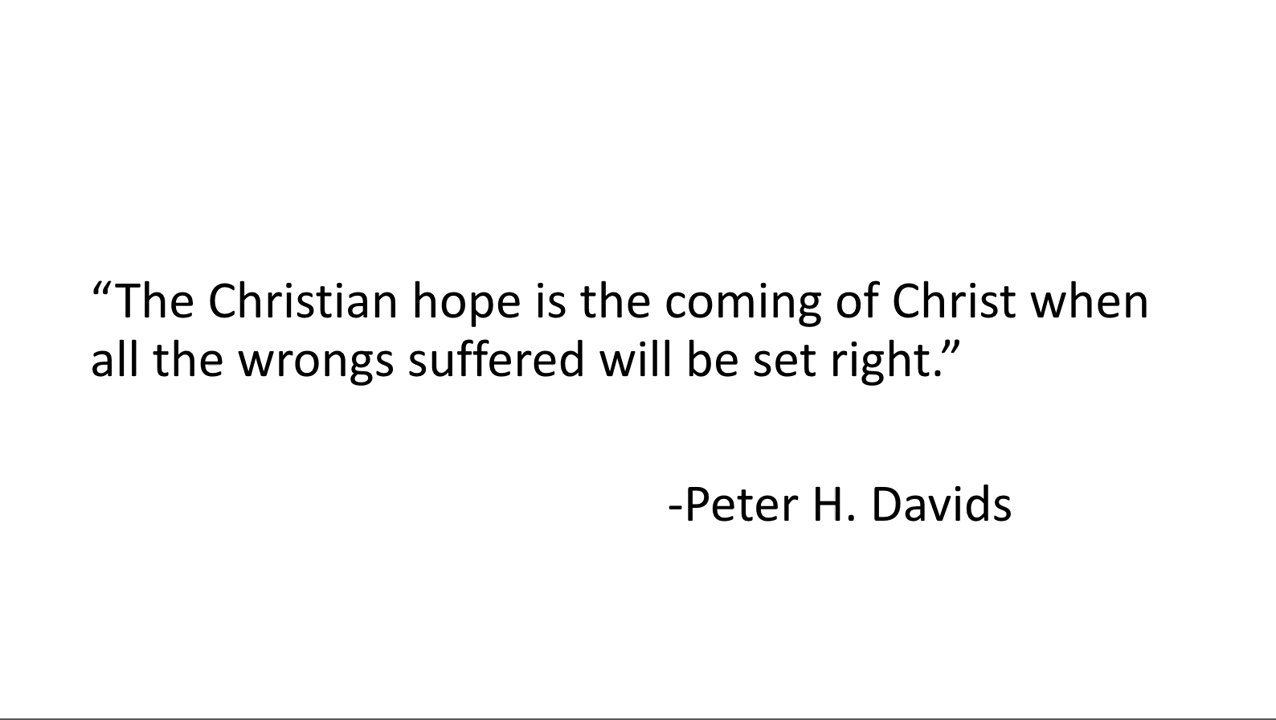 “The Christian hope is the coming of Christ when
all the wrongs suffered will be set right.”
-Peter H. Davids